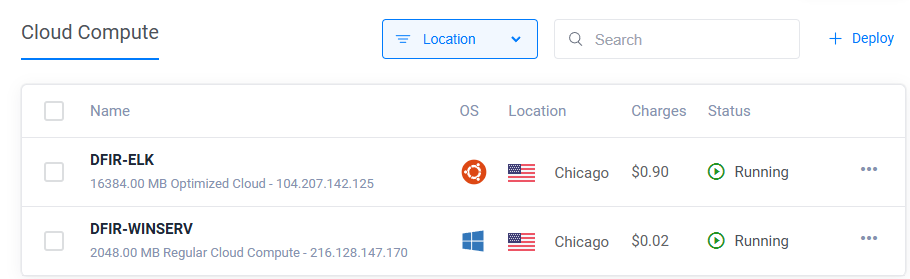 Cloud Compute
Location
Search
Deploy
Name OS Location Charges Status
DFIR-ELK
16384.00 MB Optimized Cloud - 104.207.142.125
Chicago $0.90 Running
DFIR-WINSERV
2048.00 MB Regular Cloud Compute - 216.128.147.170
Chicago $0.02 Running